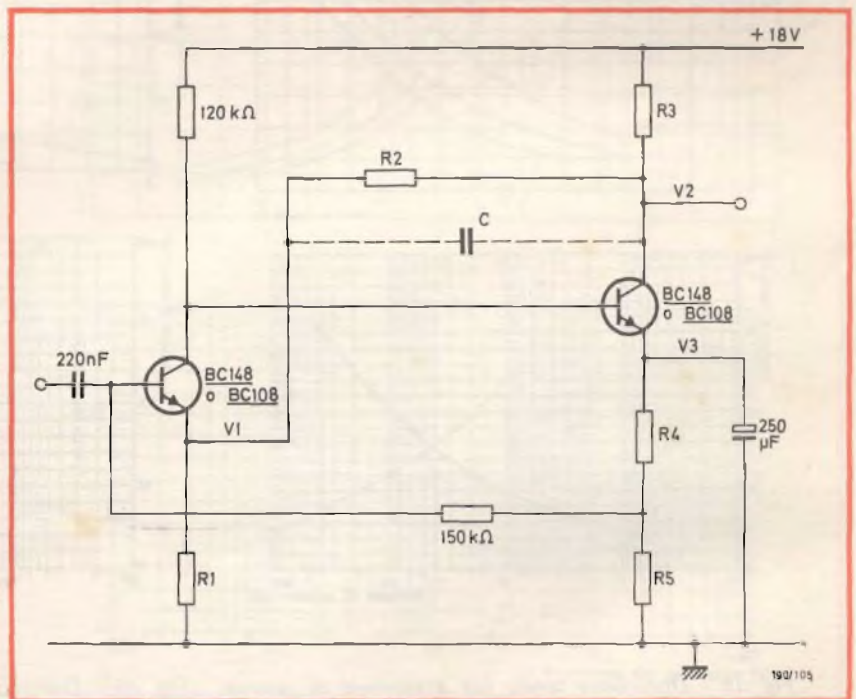 +18V
120 kΩ
R3
R2
V2
C
BC148
o BC108
V3
220nF
BC148
o BC108
V1
R4
250
µF
150 kΩ
R1
R5
190/105